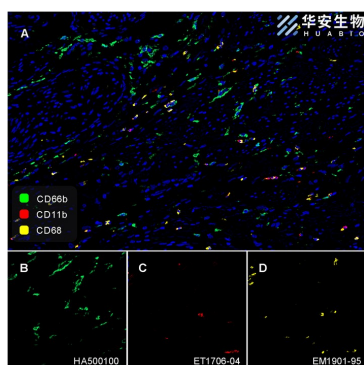 A
华安生物
HUABIO
CD66b
CD11b
CD68
B
C
D
HA500100
ET1706-04
EM1901-95